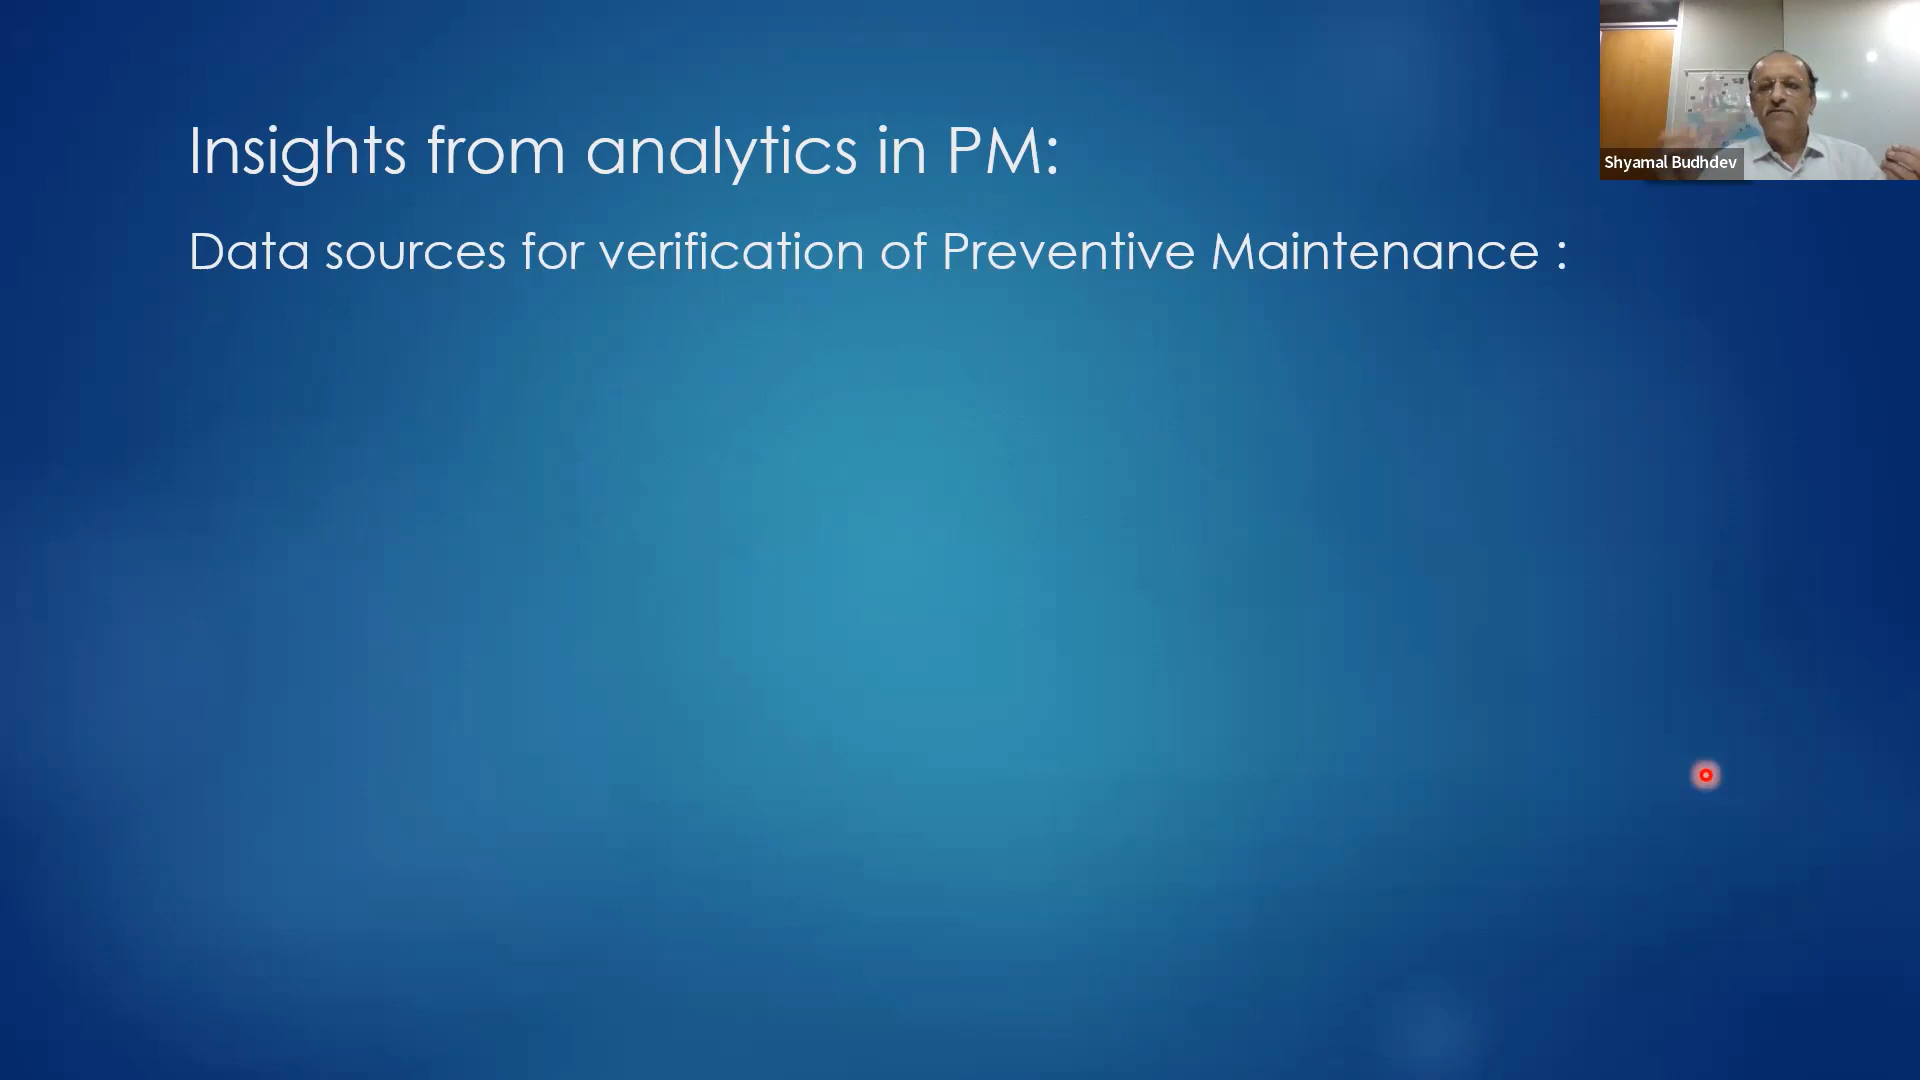 Insights from analytics in PM:
Data sources for verification of Preventive Maintenance :
Shyamal Budhdev